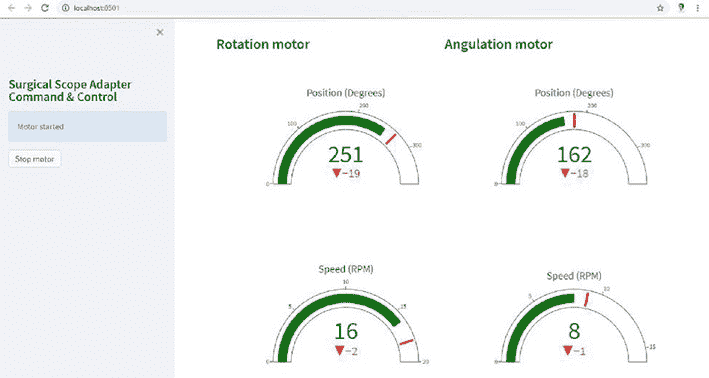 localhost:8501
Rotation motor
Angulation motor
Surgical Scope Adapter
Command & Control
Motor started
Stop motor
Position (Degrees)
0
100
200
300
251
▼−19
Position (Degrees)
0
100
200
300
162
▼−18
Speed (RPM)
0
5
10
15
20
16
▼−2
Speed (RPM)
0
5
10
15
8
▼−1